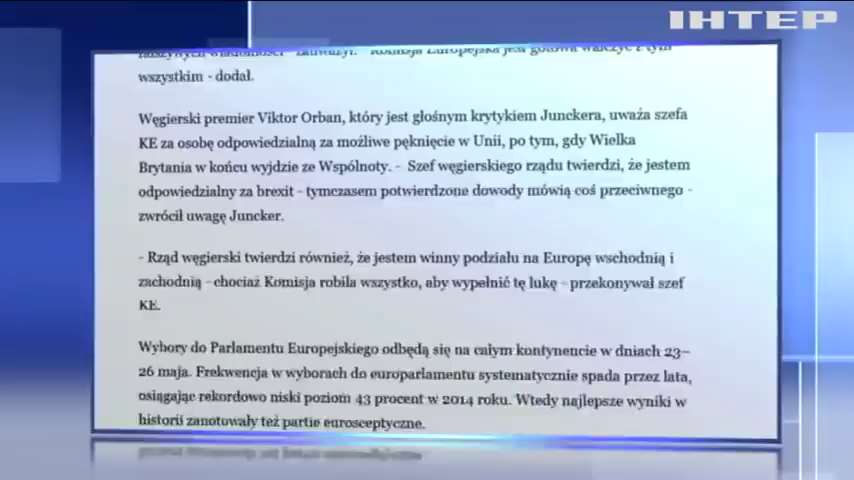 ІНТЕР
wszystkim - dodał.
Węgierski premier Viktor Orban, który jest głośnym krytykiem Junckera, uważa szefa
KE za osobę odpowiedzialną za możliwe pęknięcie w Unii, po tym, gdy Wielka
Brytania w końcu wyjdzie ze Wspólnoty. - Szef węgierskiego rządu twierdzi, że jestem
odpowiedzialny za brexit - tymczasem potwierdzone dowody mówią coś przeciwnego -
zwrócił uwagę Juncker.
- Rząd węgierski twierdzi również, że jestem winny podziału na Europę wschodnią i
zachodnią - chociaż Komisja robiła wszystko, aby wypełnić tę lukę - przekonywał szef
KE.
Wybory do Parlamentu Europejskiego odbędą się na całym kontynencie w dniach 23–
26 maja. Frekwencja w wyborach do europarlamentu systematycznie spada przez lata,
osiągając rekordowo niski poziom 43 procent w 2014 roku. Wtedy najlepsze wyniki w
historii zanotowały też partie eurosceptyczne.